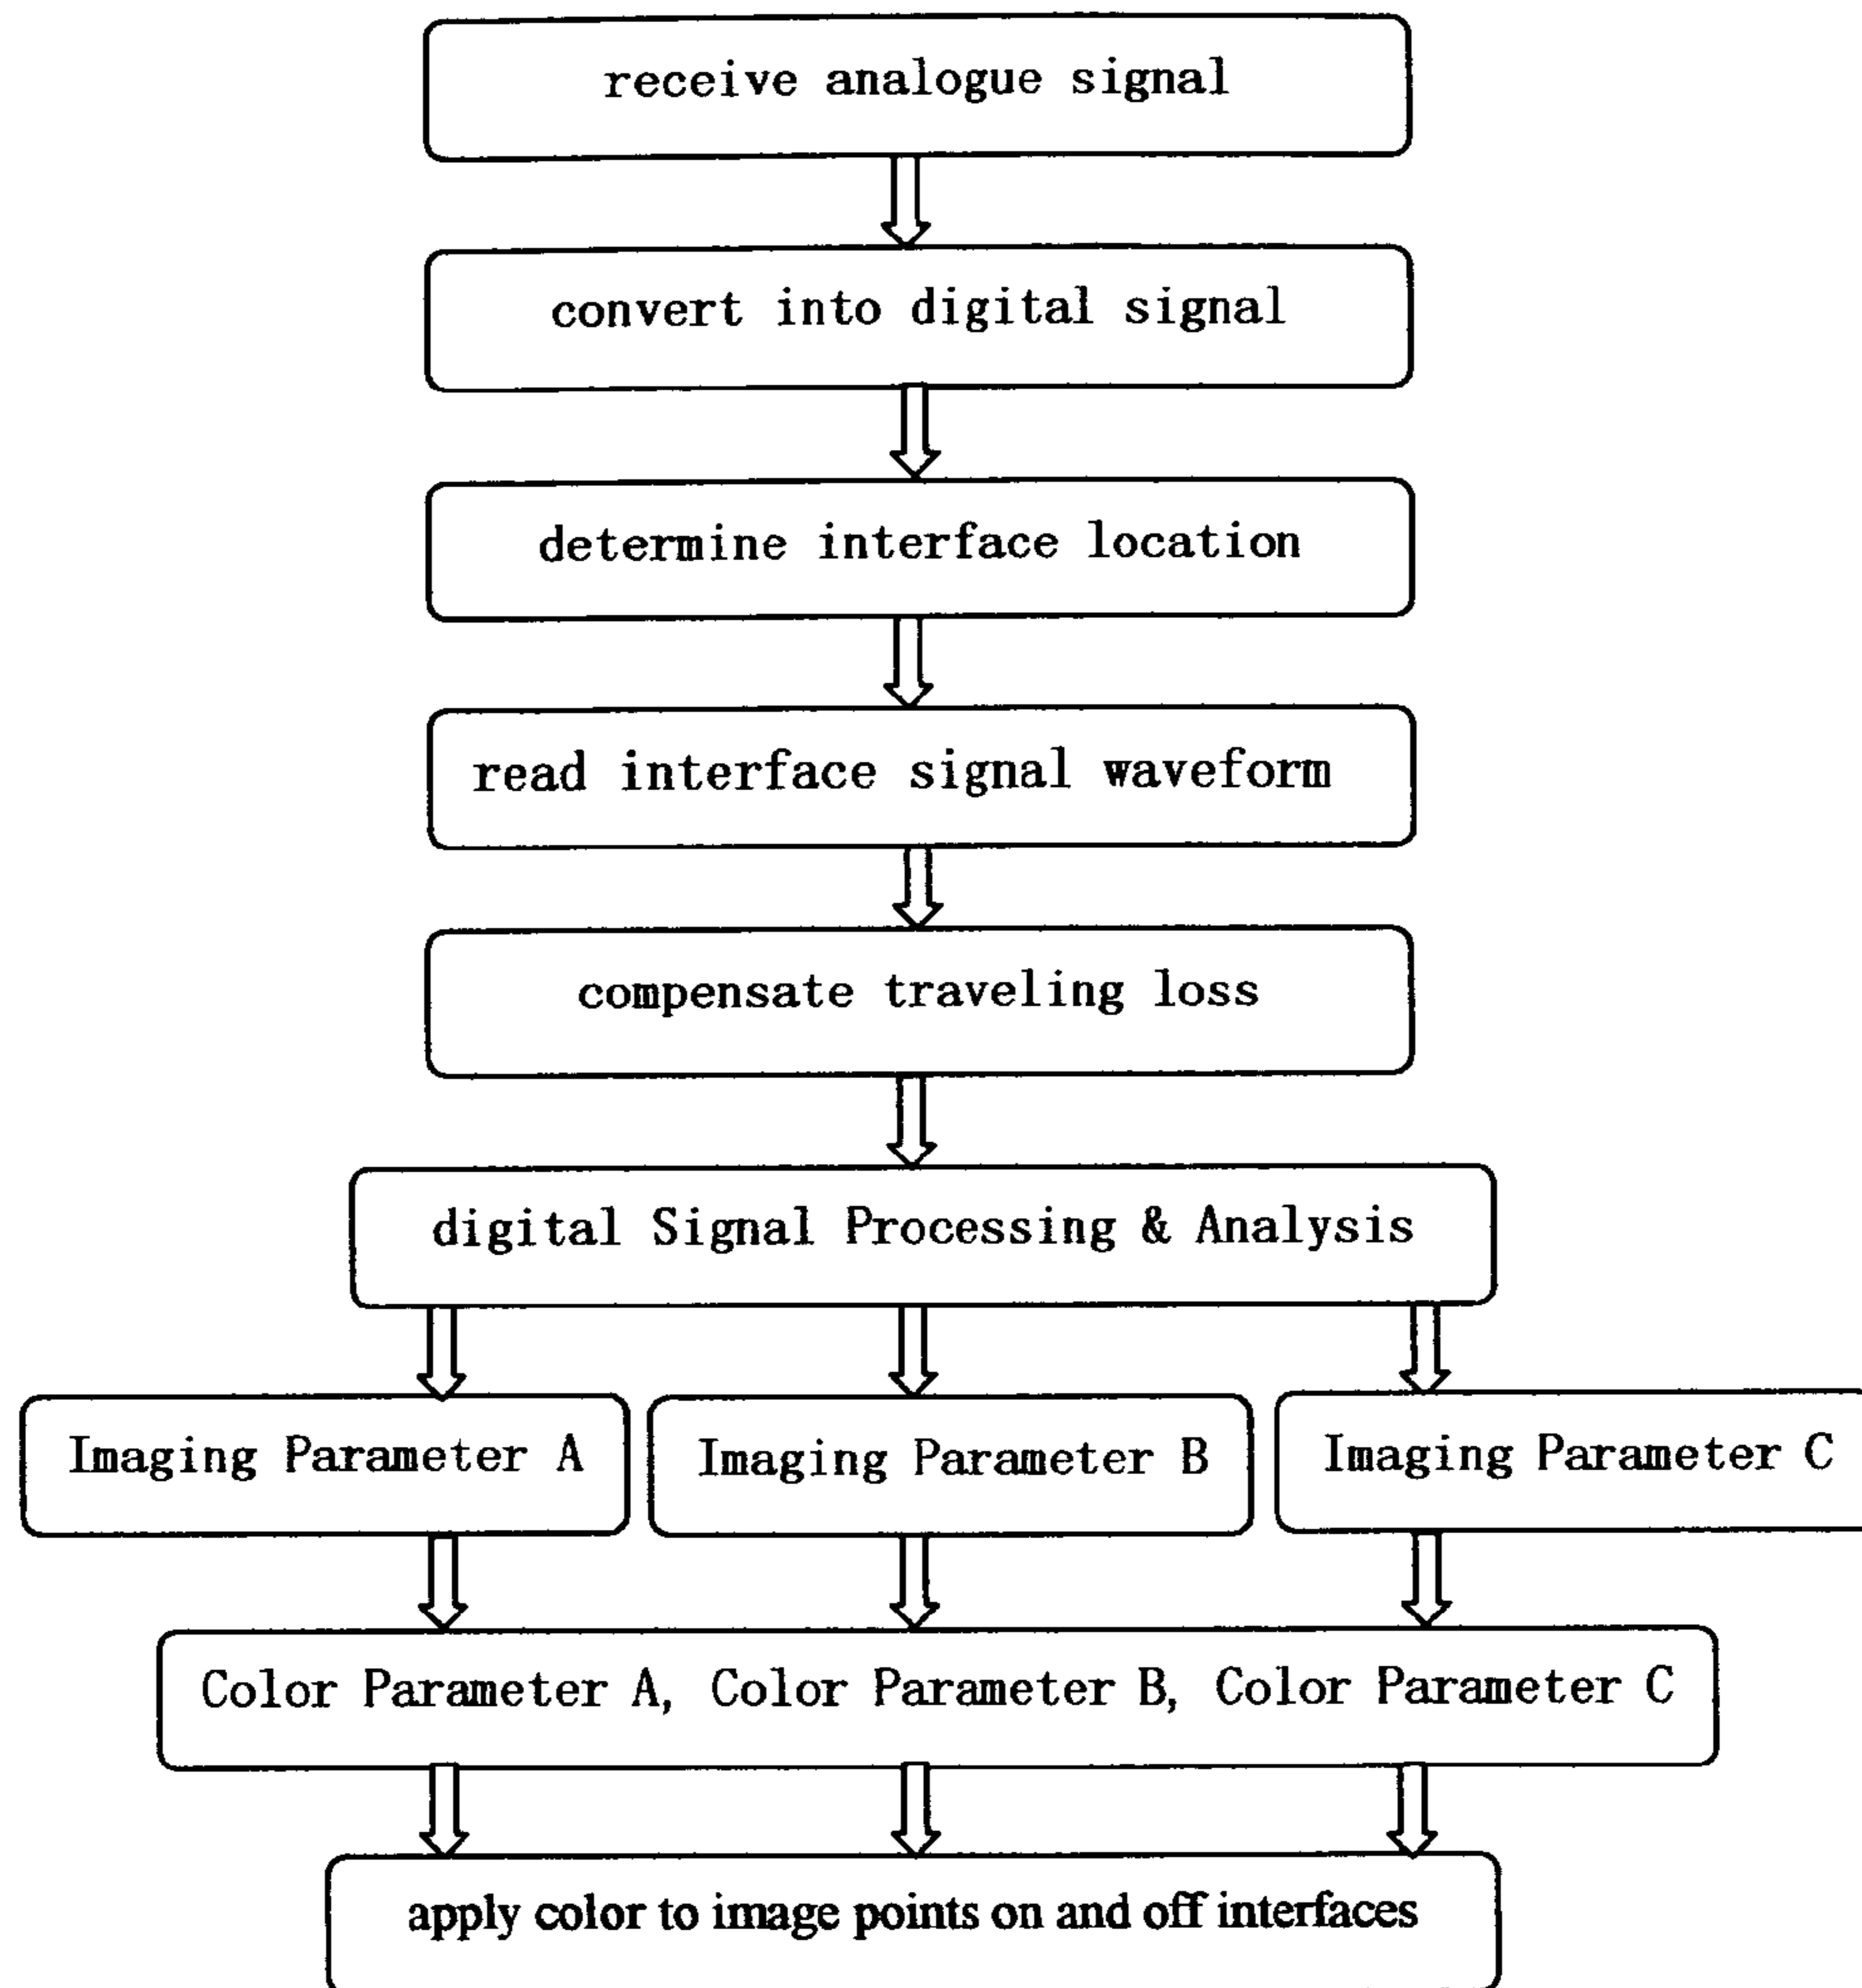 receive analogue signal
convert into digital signal
determine interface location
read interface signal waveform
compensate traveling loss
digital Signal Processing & Analysis
Imaging Parameter A
Imaging Parameter B
Imaging Parameter C
Color Parameter A, Color Parameter B, Color Parameter C
apply color to image points on and off interfaces